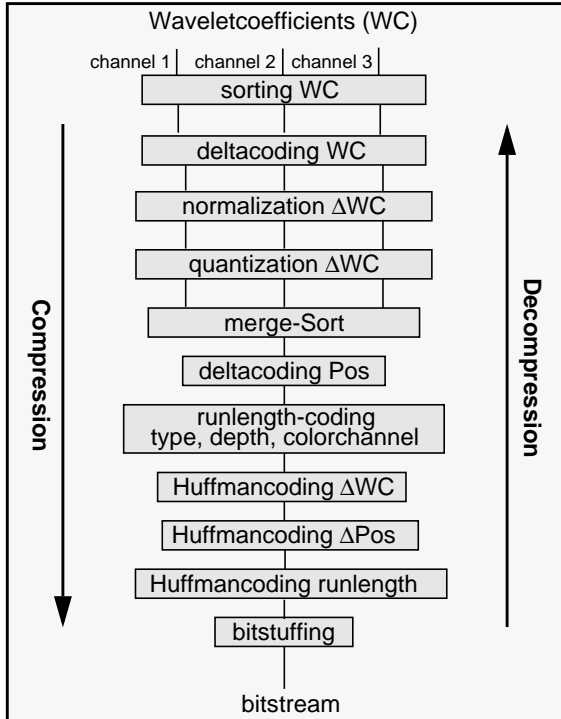 Waveletcoefficients (WC)
channel 1 channel 2 channel 3
sorting WC
deltacoding WC
normalization ΔWC
quantization ΔWC
merge-Sort
deltacoding Pos
runlength-coding
type, depth, colorchannel
Huffmancoding ΔWC
Huffmancoding ΔPos
Huffmancoding runlength
bitstuffing
bitstream
Compression
Decompression